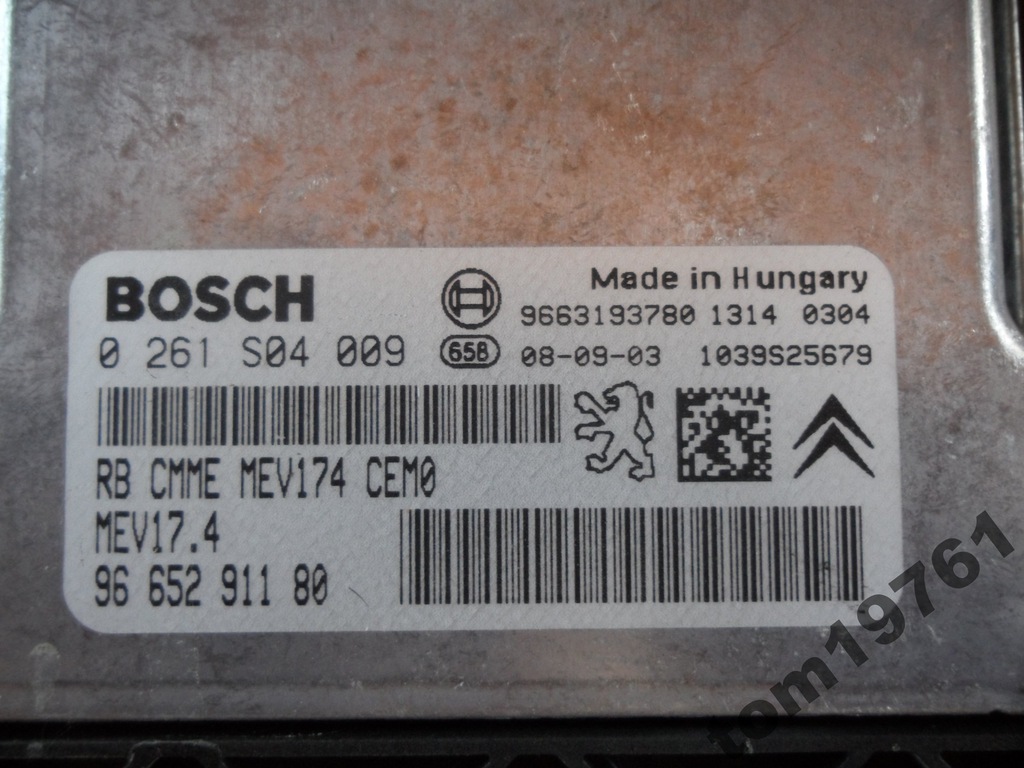 BOSCH
Made in Hungary
9663193780 1314 0304
0 261 S04 009
658
08-09-03 1039S25679
RB CMME MEV174 CEM0
MEV17.4
96 652 911 80
tom19761